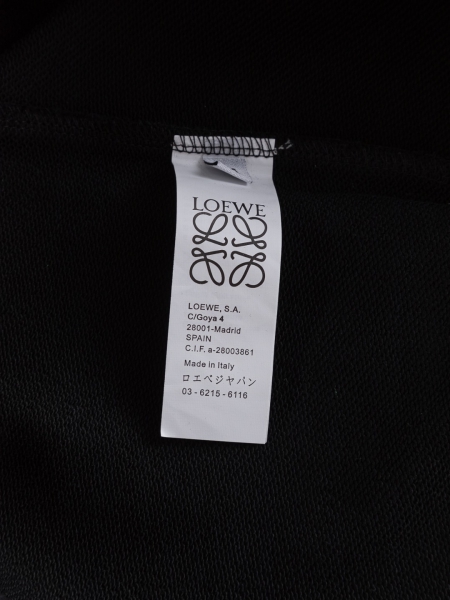 LOEWE
LOEWE, S.A.
C/Goya 4
28001-Madrid
SPAIN
C.I.F. a-28003861
Made in Italy
ロエベジャパン
03 - 6215 - 6116